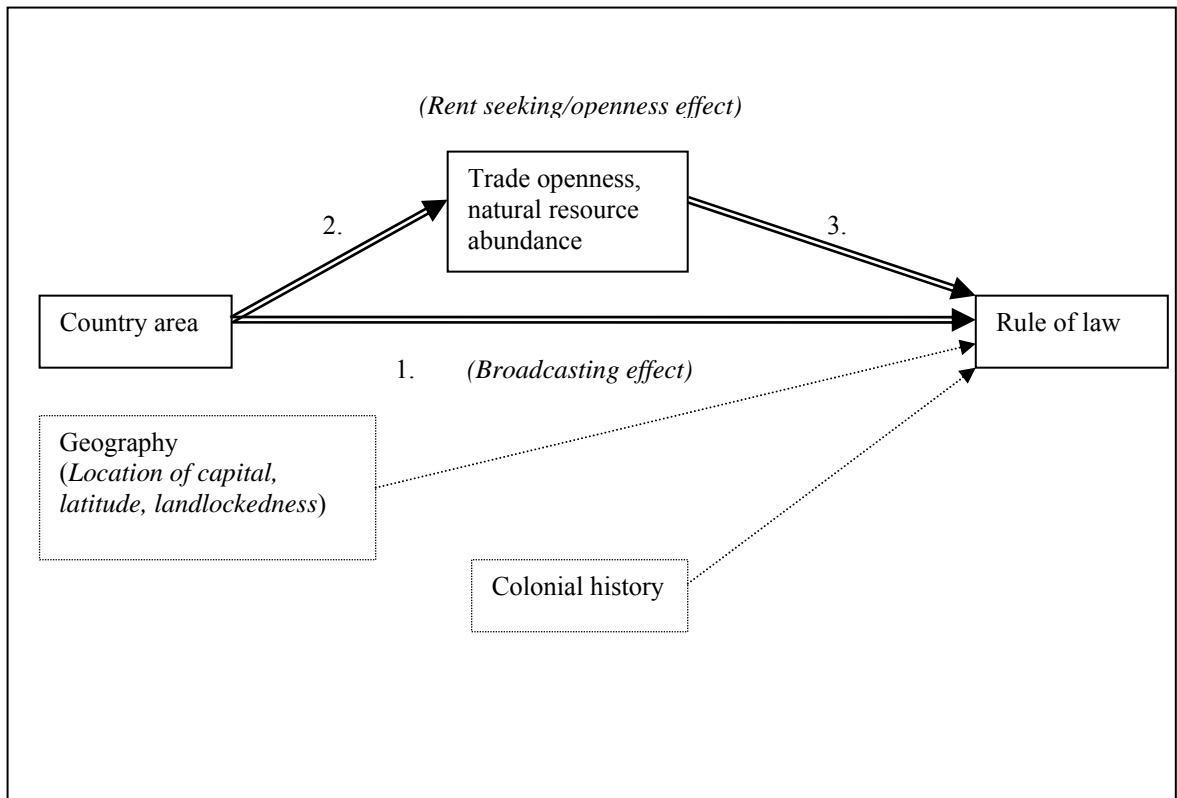 (Rent seeking/openness effect)
Trade openness,
natural resource
abundance
2.
3.
Country area
Rule of law
1. (Broadcasting effect)
Geography
(Location of capital,
latitude, landlockedness)
Colonial history